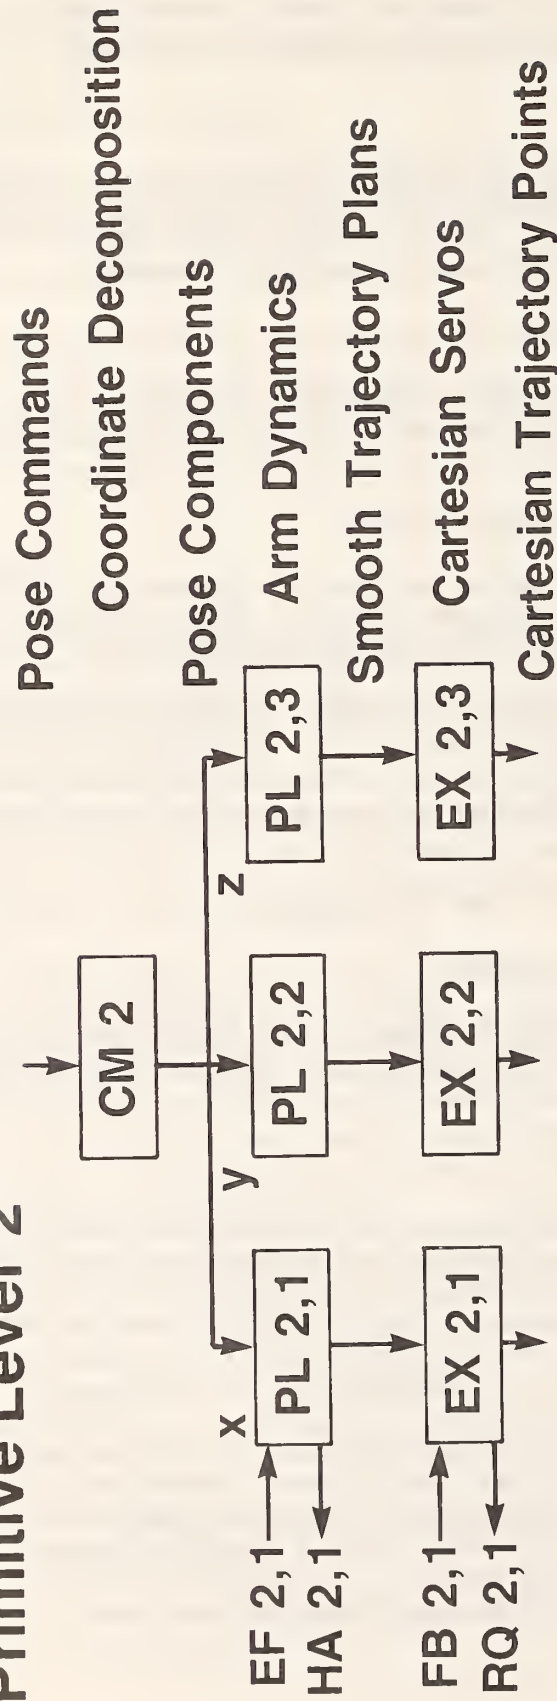 Primitive Level 2
Pose Commands
CM 2
Coordinate Decomposition
Pose Components
x
y
z
EF 2,1
HA 2,1
PL 2,1
PL 2,2
PL 2,3
Arm Dynamics
Smooth Trajectory Plans
FB 2,1
RQ 2,1
EX 2,1
EX 2,2
EX 2,3
Cartesian Servos
Cartesian Trajectory Points